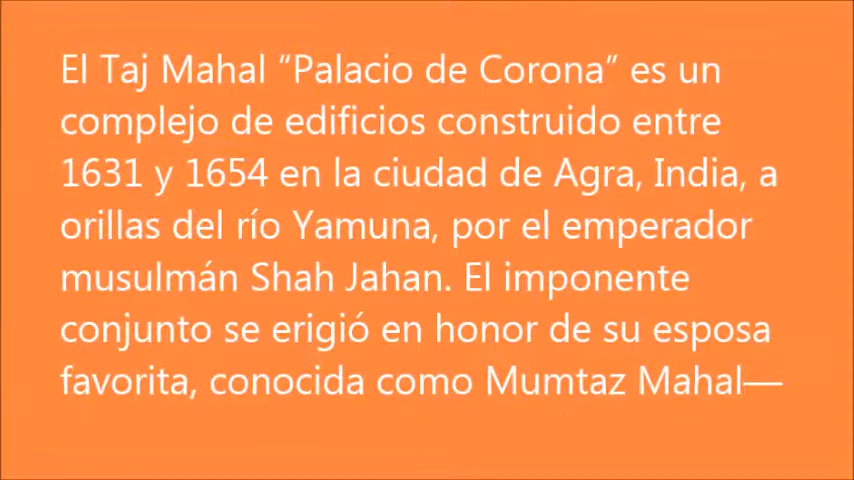 El Taj Mahal “Palacio de Corona” es un
complejo de edificios construido entre
1631 y 1654 en la ciudad de Agra, India, a
orillas del río Yamuna, por el emperador
musulmán Shah Jahan. El imponente
conjunto se erigió en honor de su esposa
favorita, conocida como Mumtaz Mahal—